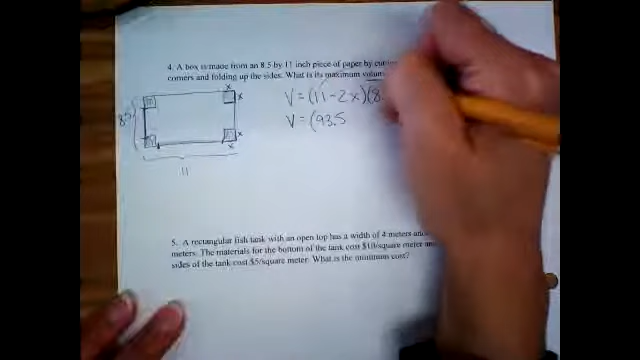 4. A box is made from an 8.5 by 11 inch piece of paper by
corners and folding up the sides. What is its maximum volum
x
x
8.5
x
x
11
V = (11-2x)(8
V = (93.5
5. A rectangular fish tank with an open top has a width of 4 meters
meters. The materials for the bottom of the tank cost $10/square meter
sides of the tank cost $5/square meter. What is the minimum cost?